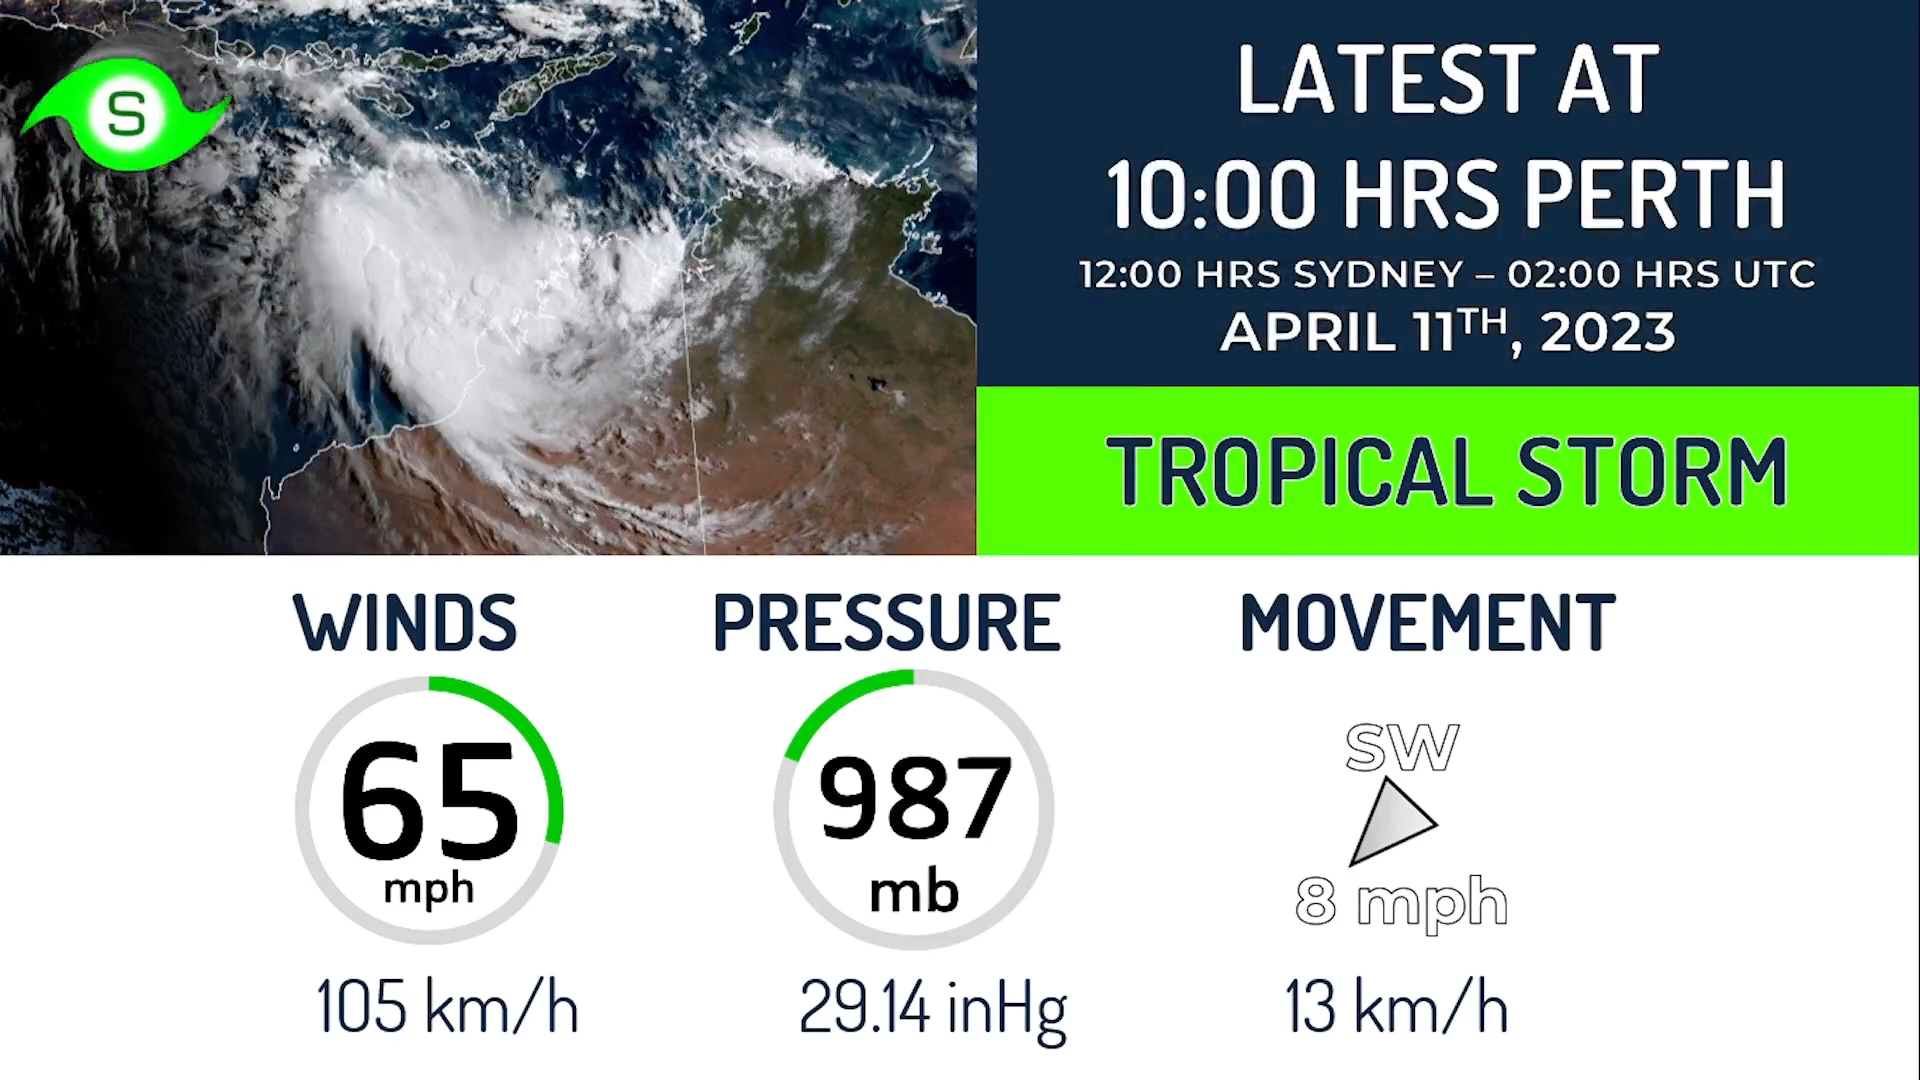 S
LATEST AT
10:00 HRS PERTH
12:00 HRS SYDNEY – 02:00 HRS UTC
APRIL 11TH, 2023
TROPICAL STORM
WINDS
65
mph
105 km/h
PRESSURE
987
mb
29.14 inHg
MOVEMENT
SW
8 mph
13 km/h